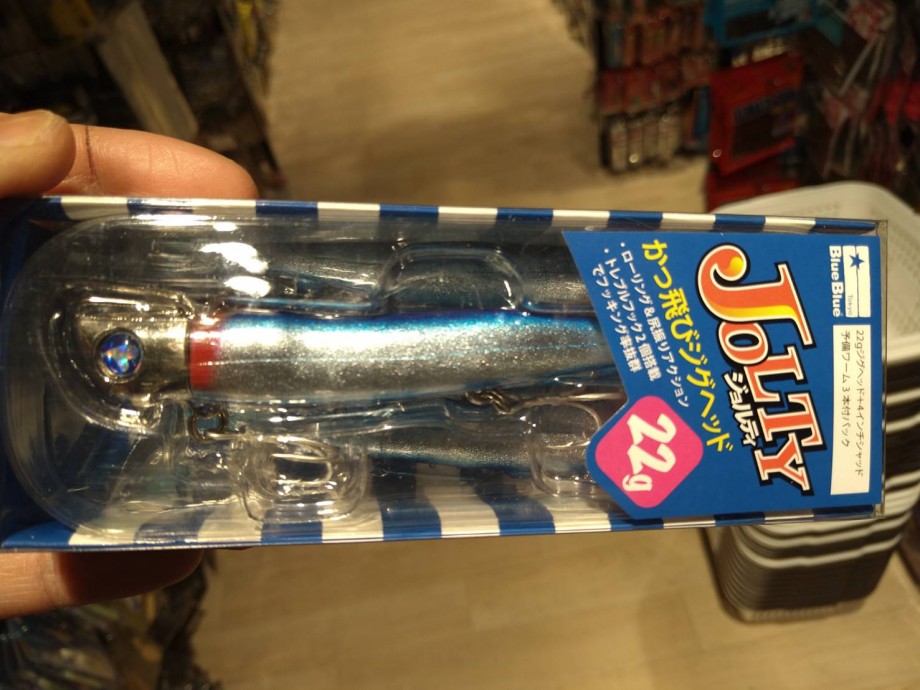 BlueBlue
Tokyo
22gジグヘッド+4インチシャッド
予備ワーム3本付パック
JOLTY
ジョルティ
かっ飛びジグヘッド
・ローリング&尻振りアクション
・トレブルフック2個搭載
でフッキング率抜群
22g